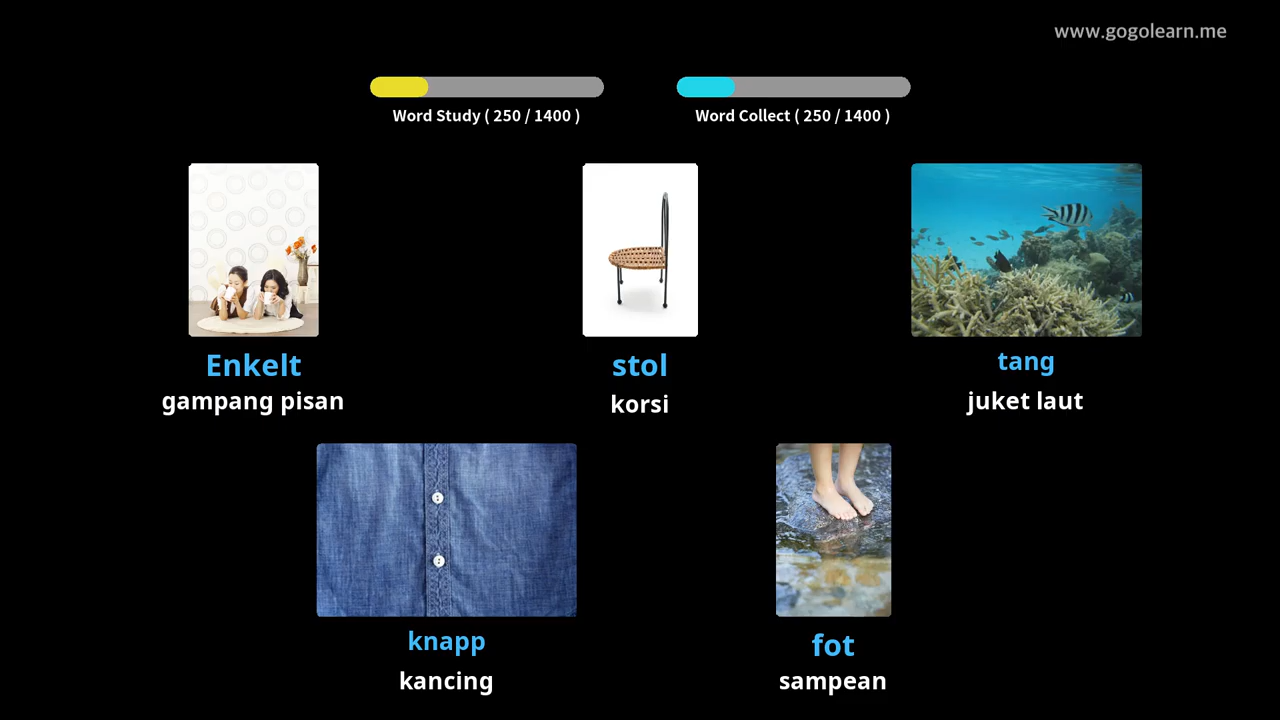 www.gogolearn.me
Word Study ( 250 / 1400 )
Word Collect ( 250 / 1400 )
Enkelt
gampang pisan
stol
korsi
tang
juket laut
knapp
kancing
fot
sampean